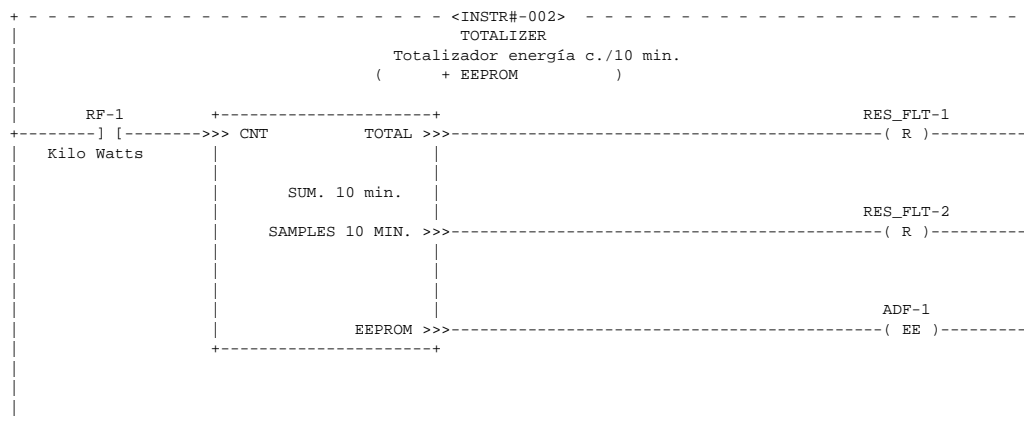 <INSTR#-002>
TOTALIZER
Totalizador energía c./10 min.
( + EEPROM )
RF-1 RES_FLT-1
] [ >>> CNT TOTAL >>> ( R )
Kilo Watts
SUM. 10 min.
RES_FLT-2
SAMPLES 10 MIN. >>> ( R )
ADF-1
EEPROM >>> ( EE )